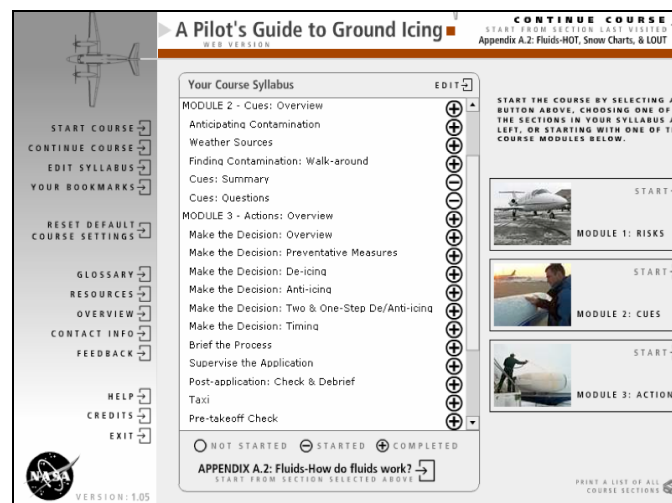 A Pilot's Guide to Ground Icing
WEB VERSION
CONTINUE COURSE
START FROM SECTION LAST VISITED
Appendix A.2: Fluids-HOT, Snow Charts, & LOUT
START COURSE
CONTINUE COURSE
EDIT SYLLABUS
YOUR BOOKMARKS
RESET DEFAULT
COURSE SETTINGS
GLOSSARY
RESOURCES
OVERVIEW
CONTACT INFO
FEEDBACK
HELP
CREDITS
EXIT
NASA
VERSION: 1.05
Your Course Syllabus
EDIT
MODULE 2 - Cues: Overview
Anticipating Contamination
Weather Sources
Finding Contamination: Walk-around
Cues: Summary
Cues: Questions
MODULE 3 - Actions: Overview
Make the Decision: Overview
Make the Decision: Preventative Measures
Make the Decision: De-icing
Make the Decision: Anti-icing
Make the Decision: Two & One-Step De/Anti-icing
Make the Decision: Timing
Brief the Process
Supervise the Application
Post-application: Check & Debrief
Taxi
Pre-takeoff Check
NOT STARTED STARTED COMPLETED
APPENDIX A.2: Fluids-How do fluids work?
START FROM SECTION SELECTED ABOVE
START THE COURSE BY SELECTING A
BUTTON ABOVE, CHOOSING ONE OF
THE SECTIONS IN YOUR SYLLABUS A
LEFT, OR STARTING WITH ONE OF T
COURSE MODULES BELOW.
START
MODULE 1: RISKS
START
MODULE 2: CUES
START
MODULE 3: ACTION
PRINT A LIST OF ALL
COURSE SECTIONS